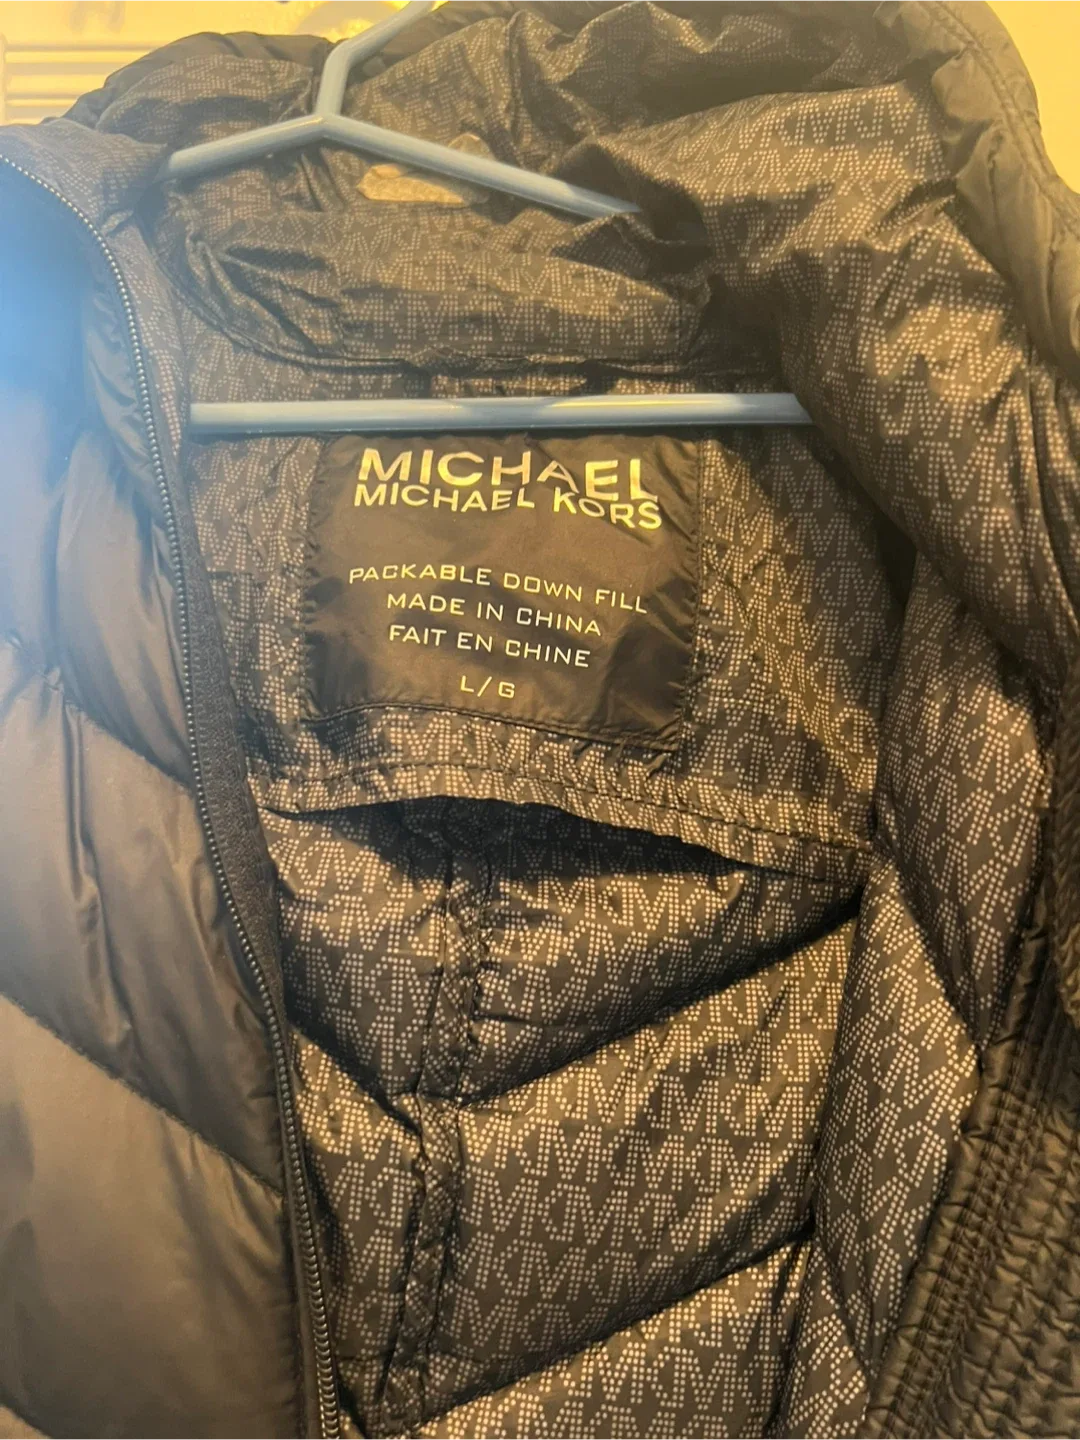 MICHAEL
MICHAEL KORS
PACKABLE DOWN FILL
MADE IN CHINA
FAIT EN CHINE
L/G